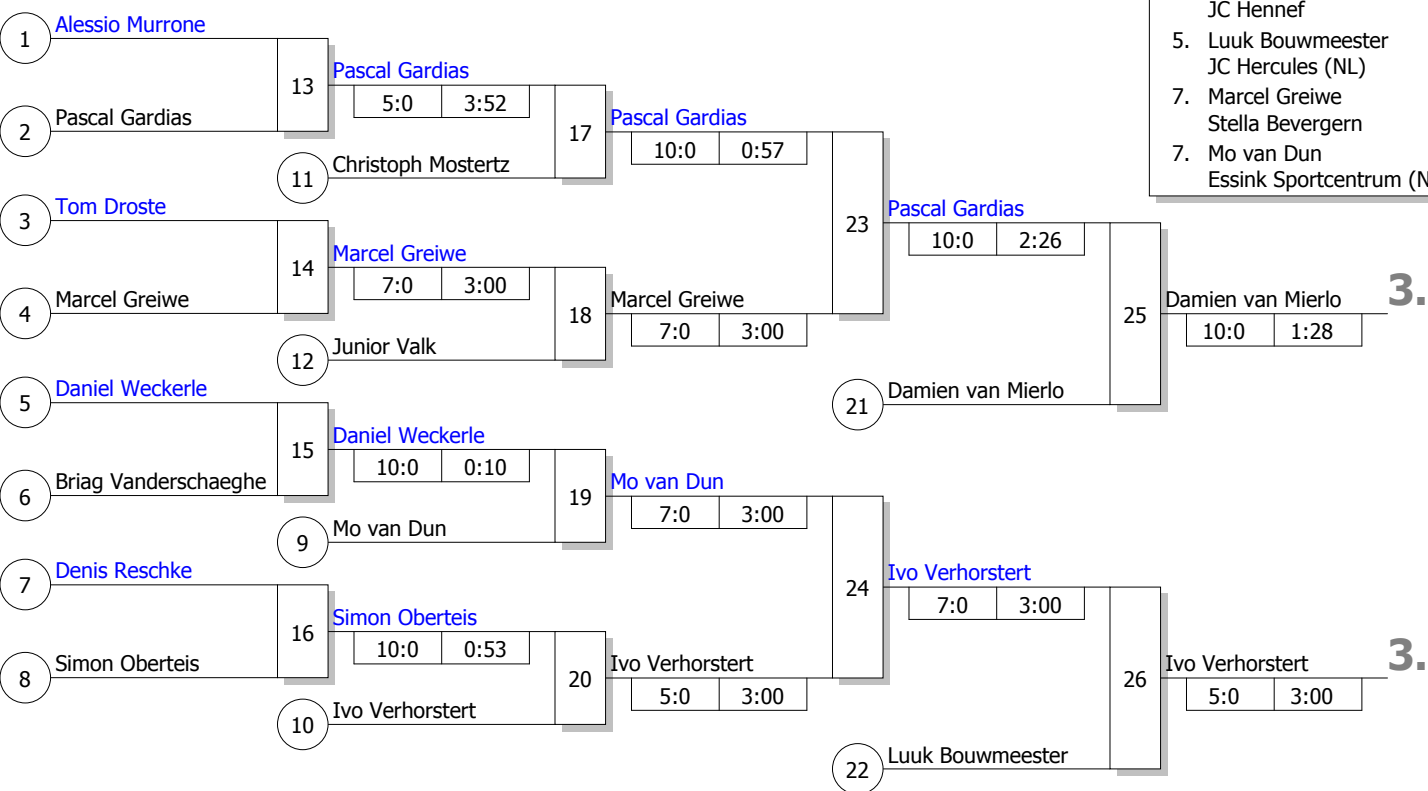 JC Hennef
5. Luuk Bouwmeester
JC Hercules (NL)
7. Marcel Greiwe
Stella Bevergern
7. Mo van Dun
Essink Sportcentrum (N
1 Alessio Murrone
2 Pascal Gardias
13
Pascal Gardias
5:0 3:52
11 Christoph Mostertz
17
Pascal Gardias
10:0 0:57
3 Tom Droste
4 Marcel Greiwe
14
Marcel Greiwe
7:0 3:00
12 Junior Valk
18
Marcel Greiwe
7:0 3:00
23
Pascal Gardias
10:0 2:26
21 Damien van Mierlo
25
Damien van Mierlo 3.
10:0 1:28
5 Daniel Weckerle
6 Briag Vanderschaeghe
15
Daniel Weckerle
10:0 0:10
9 Mo van Dun
19
Mo van Dun
7:0 3:00
7 Denis Reschke
8 Simon Oberteis
16
Simon Oberteis
10:0 0:53
10 Ivo Verhorstert
20
Ivo Verhorstert
5:0 3:00
24
Ivo Verhorstert
7:0 3:00
22 Luuk Bouwmeester
26
Ivo Verhorstert 3.
5:0 3:00